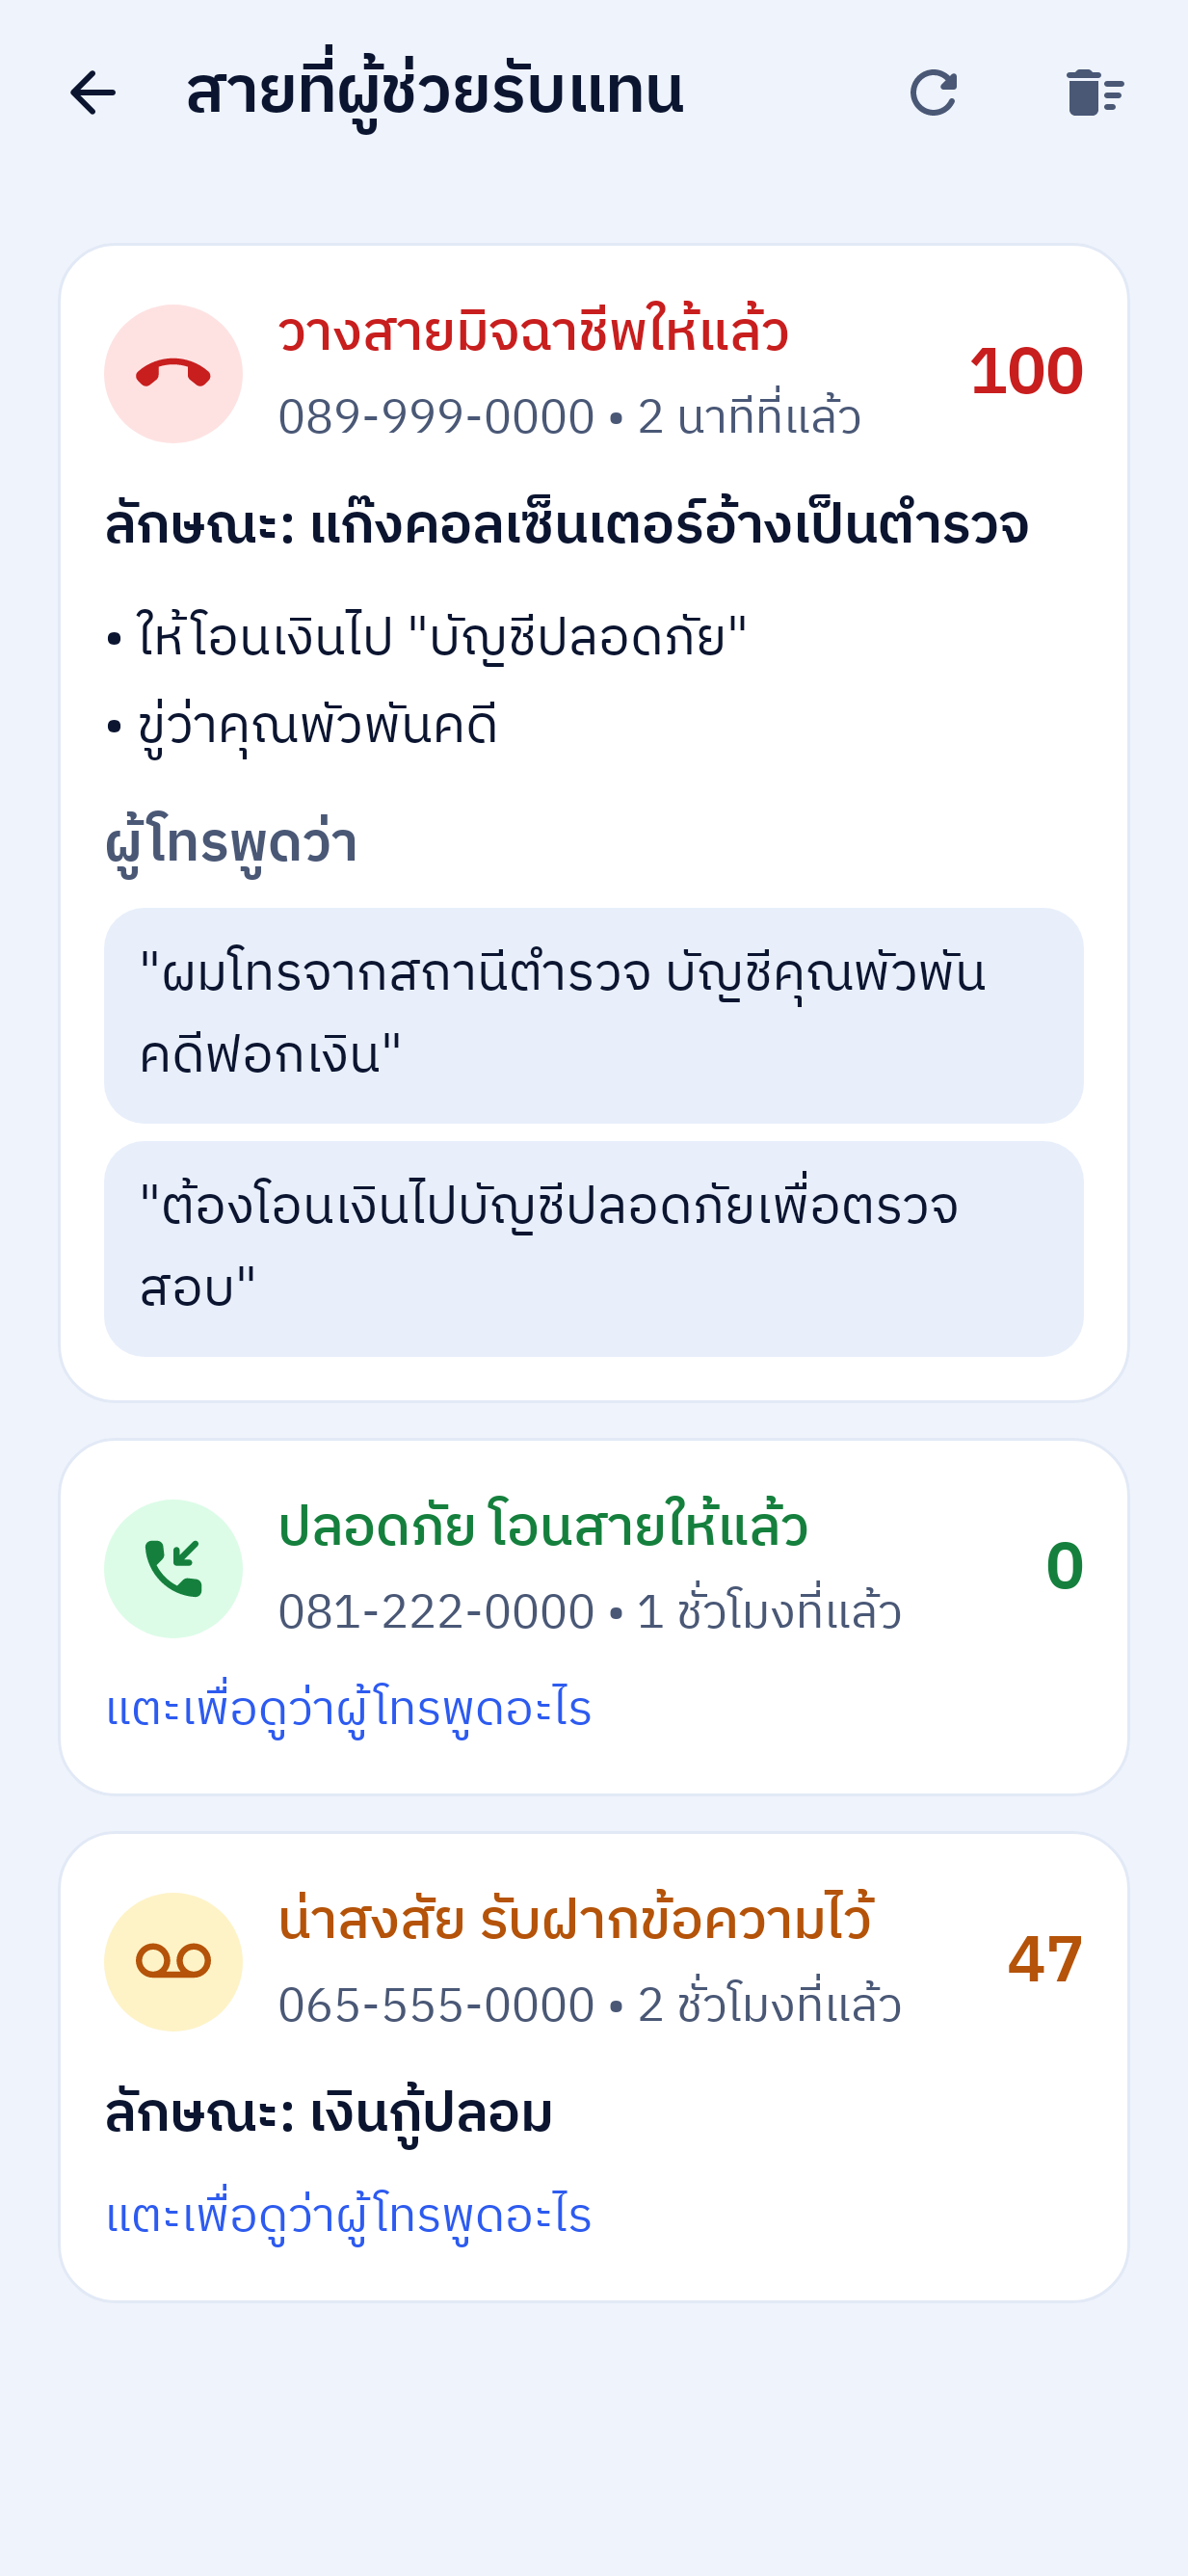 สายที่ผู้ช่วยรับแทน
วางสายมิจฉาชีพให้แล้ว
089-999-0000 • 2 นาทีที่แล้ว
100
ลักษณะ: แก๊งคอลเซ็นเตอร์อ้างเป็นตำรวจ
• ให้โอนเงินไป "บัญชีปลอดภัย"
• ขู่ว่าคุณพัวพันคดี
ผู้โทรพูดว่า
"ผมโทรจากสถานีตำรวจ บัญชีคุณพัวพัน
คดีฟอกเงิน"
"ต้องโอนเงินไปบัญชีปลอดภัยเพื่อตรวจ
สอบ"
ปลอดภัย โอนสายให้แล้ว
081-222-0000 • 1 ชั่วโมงที่แล้ว
0
แตะเพื่อดูว่าผู้โทรพูดอะไร
น่าสงสัย รับฝากข้อความไว้
065-555-0000 • 2 ชั่วโมงที่แล้ว
47
ลักษณะ: เงินกู้ปลอม
แตะเพื่อดูว่าผู้โทรพูดอะไร